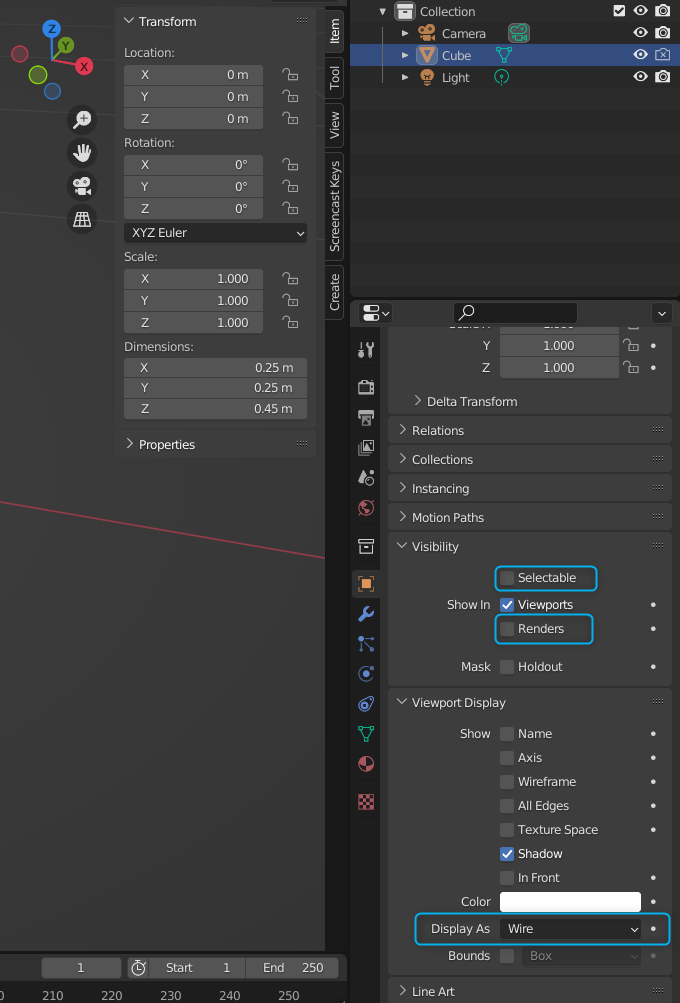 Transform
Item
Location:
X 0 m
Y 0 m
Z 0 m
Tool
View
Rotation:
X 0°
Y 0°
Z 0°
XYZ Euler
Screencast Keys
Scale:
X 1.000
Y 1.000
Z 1.000
Create
Dimensions:
X 0.25 m
Y 0.25 m
Z 0.45 m
Properties
Z
Y
X
1
Start 1
End 250
210 220 230 240 250
Collection
Camera
Cube
Light
Y 1.000
Z 1.000
Delta Transform
Relations
Collections
Instancing
Motion Paths
Visibility
Selectable
Show In Viewports
Renders
Mask Holdout
Viewport Display
Show Name
Axis
Wireframe
All Edges
Texture Space
Shadow
In Front
Color
Display As Wire
Bounds Box
Line Art